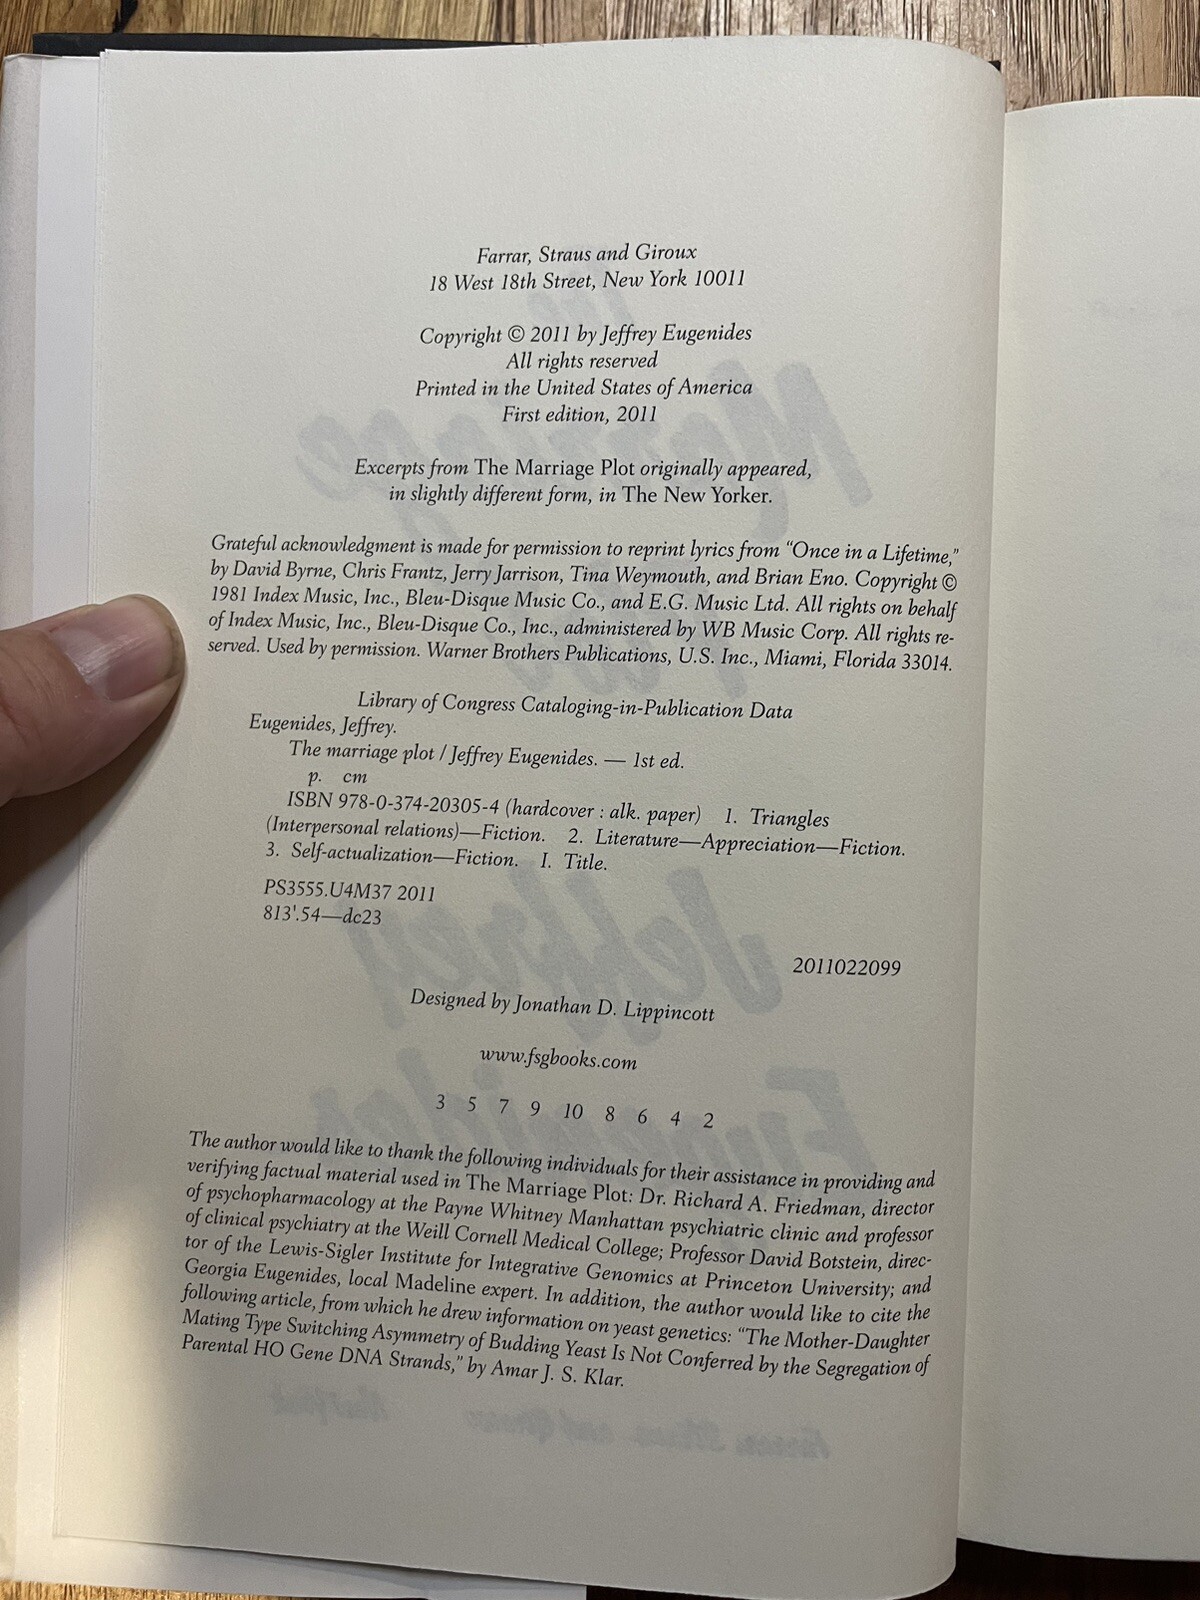 Farrar, Straus and Giroux
18 West 18th Street, New York 10011
Copyright © 2011 by Jeffrey Eugenides
All rights reserved
Printed in the United States of America
First edition, 2011
Excerpts from The Marriage Plot originally appeared,
in slightly different form, in The New Yorker.
Grateful acknowledgment is made for permission to reprint lyrics from “Once in a Lifetime,”
by David Byrne, Chris Frantz, Jerry Jarrison, Tina Weymouth, and Brian Eno. Copyright ©
1981 Index Music, Inc., Bleu-Disque Music Co., and E.G. Music Ltd. All rights on behalf
of Index Music, Inc., Bleu-Disque Co., Inc., administered by WB Music Corp. All rights re-
served. Used by permission. Warner Brothers Publications, U.S. Inc., Miami, Florida 33014.
Library of Congress Cataloging-in-Publication Data
Eugenides, Jeffrey.
The marriage plot / Jeffrey Eugenides. — 1st ed.
p. cm
ISBN 978-0-374-20305-4 (hardcover : alk. paper) 1. Triangles
(Interpersonal relations)—Fiction. 2. Literature—Appreciation—Fiction.
3. Self-actualization—Fiction. I. Title.
PS3555.U4M37 2011
813'.54—dc23
2011022099
Designed by Jonathan D. Lippincott
www.fsgbooks.com
3 5 7 9 10 8 6 4 2
The author would like to thank the following individuals for their assistance in providing and
verifying factual material used in The Marriage Plot: Dr. Richard A. Friedman, director
of psychopharmacology at the Payne Whitney Manhattan psychiatric clinic and professor
of clinical psychiatry at the Weill Cornell Medical College; Professor David Botstein, direc-
tor of the Lewis-Sigler Institute for Integrative Genomics at Princeton University; and
Georgia Eugenides, local Madeline expert. In addition, the author would like to cite the
following article, from which he drew information on yeast genetics: “The Mother-Daughter
Mating Type Switching Asymmetry of Budding Yeast Is Not Conferred by the Segregation of
Parental HO Gene DNA Strands,” by Amar J. S. Klar.